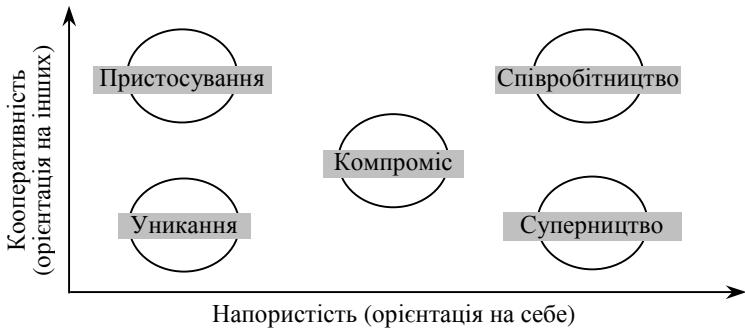 Кооперативність
(орієнтація на інших)
Пристосування
Співробітництво
Компроміс
Уникання
Суперництво
Напористість (орієнтація на себе)